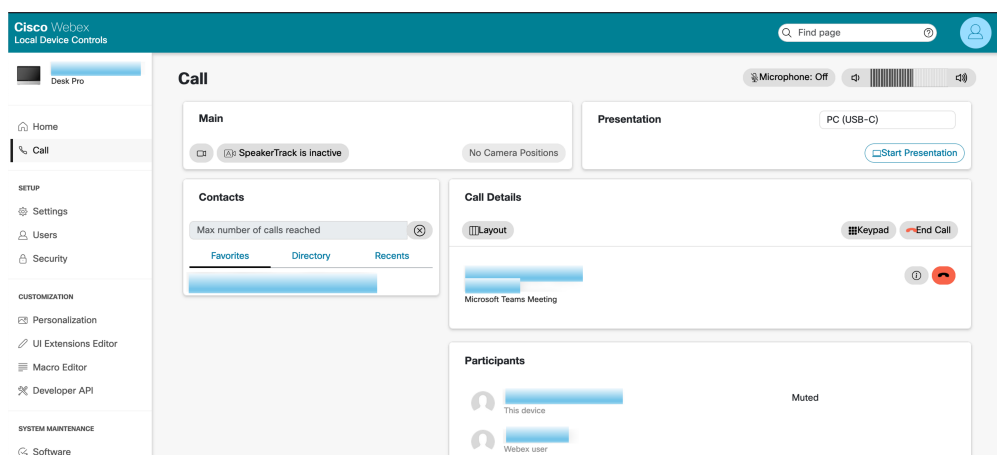 Cisco Webex
Local Device Controls
Find page
Desk Pro
Home
Call
SETUP
Settings
Users
Security
CUSTOMIZATION
Personalization
UI Extensions Editor
Macro Editor
Developer API
SYSTEM MAINTENANCE
Software
Call
Microphone: Off
Main
SpeakerTrack is inactive
No Camera Positions
Presentation
PC (USB-C)
Start Presentation
Contacts
Max number of calls reached
Favorites Directory Recents
Call Details
Layout
Keypad
End Call
Microsoft Teams Meeting
Participants
This device
Muted
Webex user